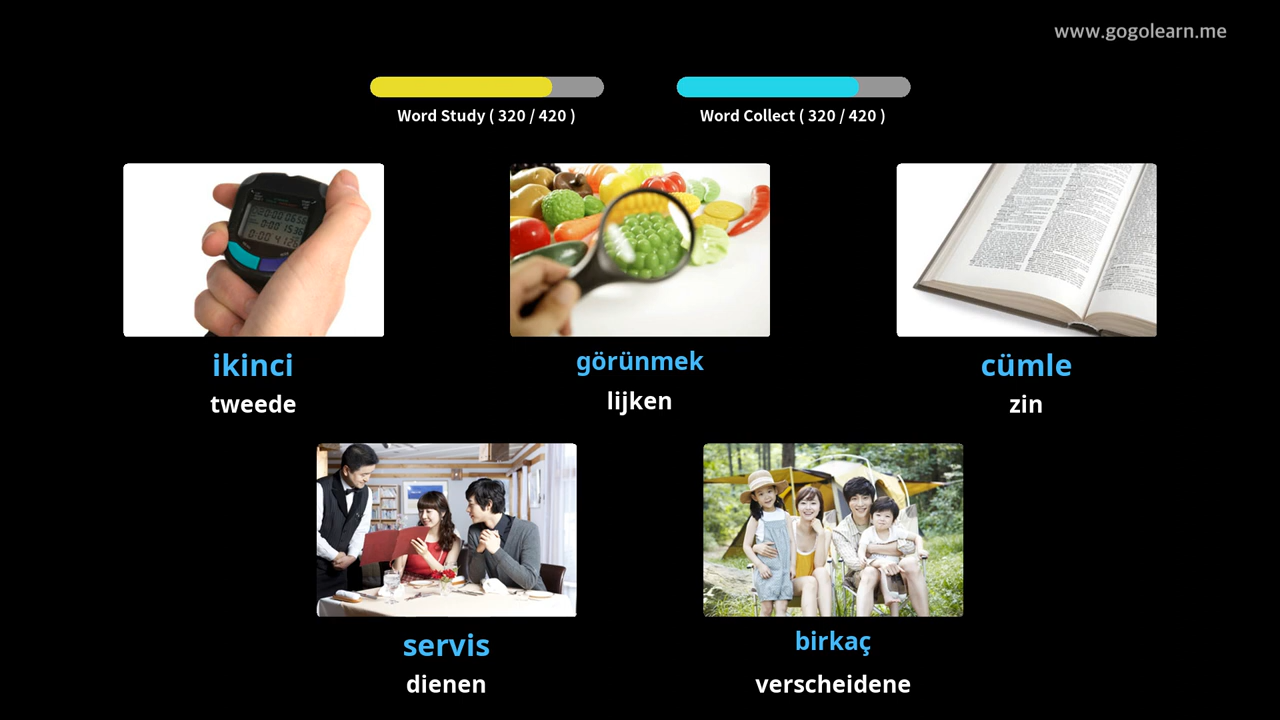 www.gogolearn.me
Word Study ( 320 / 420 )
Word Collect ( 320 / 420 )
ikinci
tweede
görünmek
lijken
cümle
zin
servis
dienen
birkaç
verscheidene